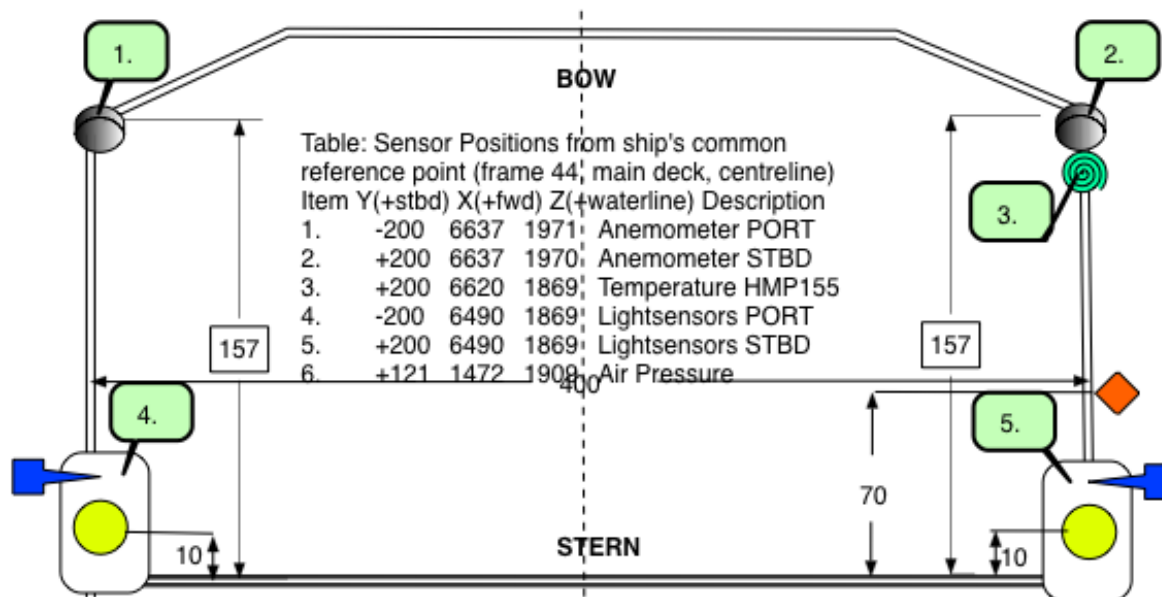 1.
2.
BOW
Table: Sensor Positions from ship's common
reference point (frame 44, main deck, centreline)
Item Y(+stbd) X(+fwd) Z(+waterline) Description
1. -200 6637 1971 Anemometer PORT
2. +200 6637 1970 Anemometer STBD
3. +200 6620 1869 Temperature HMP155
4. -200 6490 1869 Lightsensors PORT
5. +200 6490 1869 Lightsensors STBD
6. +121 1472 1909 Air Pressure
3.
157
157
400
4.
5.
70
STERN
10
10